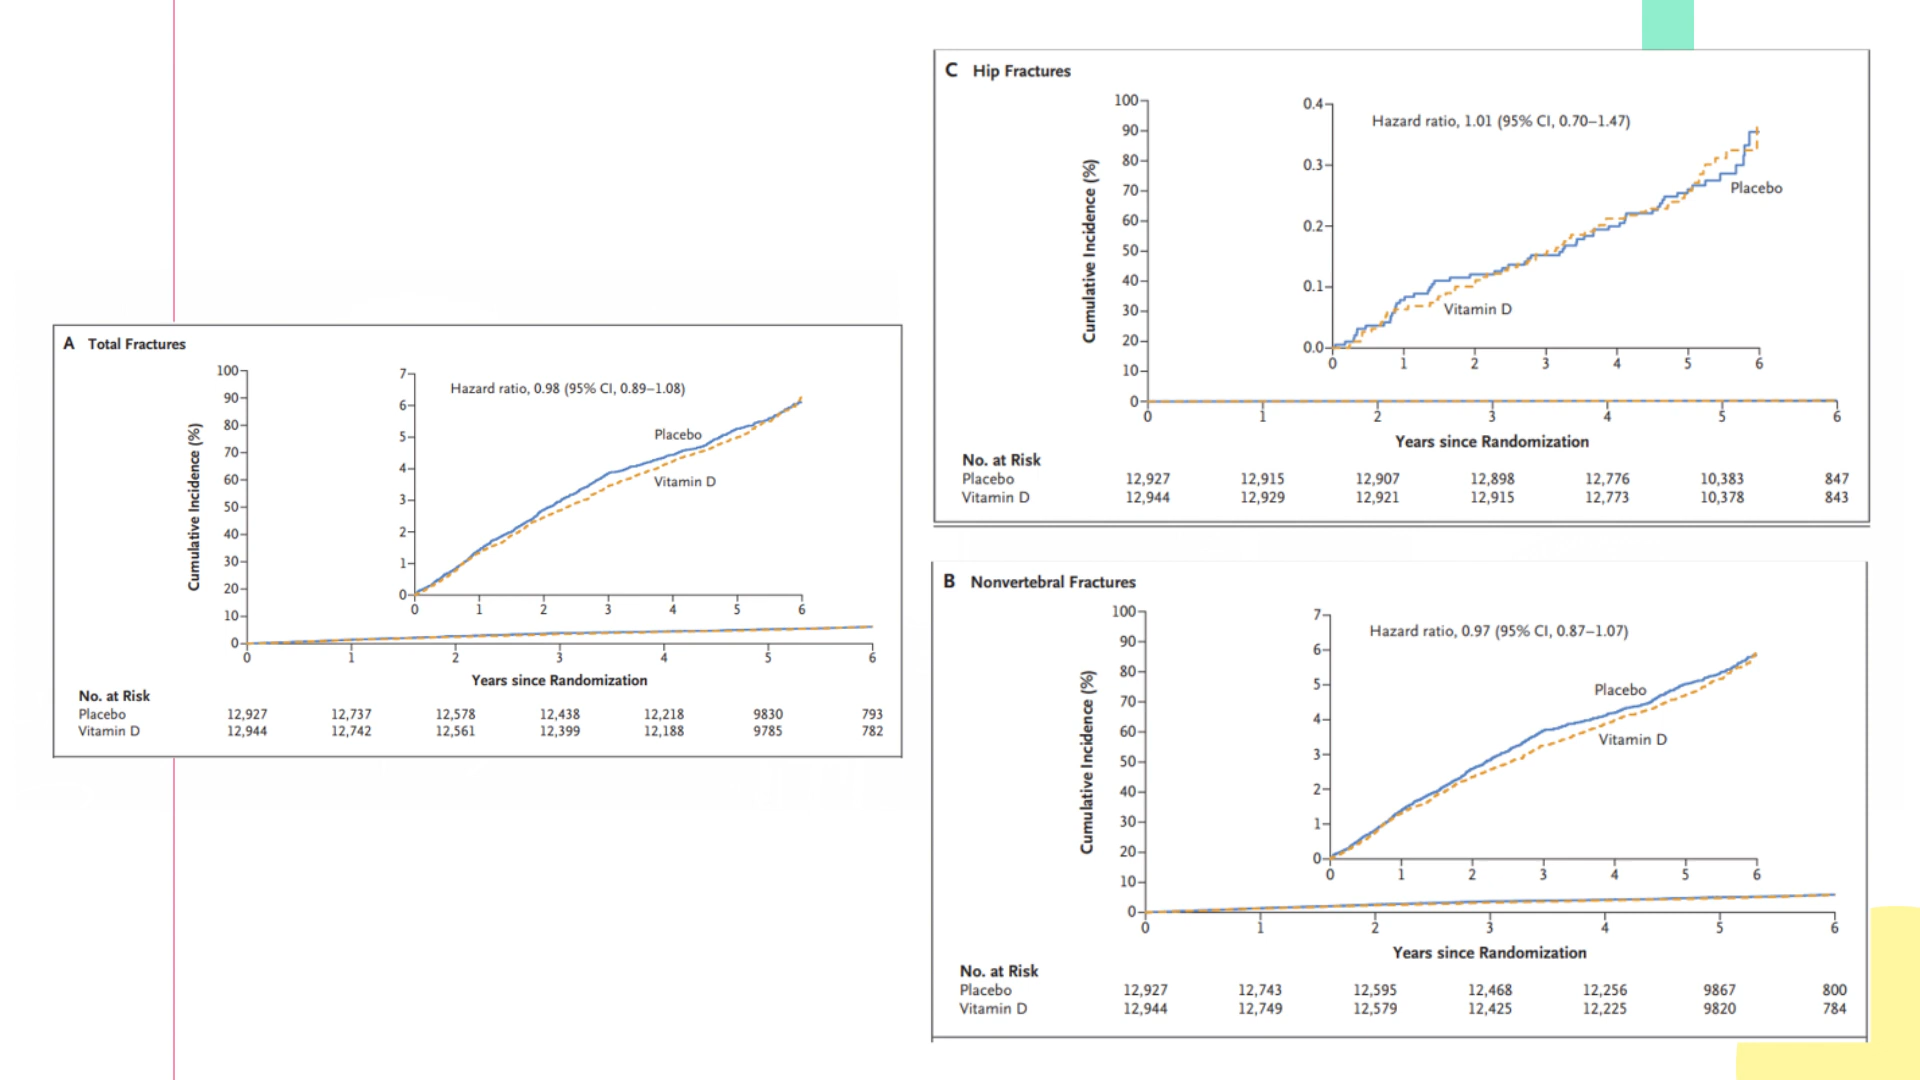 A Total Fractures
Cumulative Incidence (%)
100
90
80
70
60
50
40
30
20
10
0
0 1 2 3 4 5 6
7
6
5
4
3
2
1
0
0 1 2 3 4 5 6
Hazard ratio, 0.98 (95% CI, 0.89–1.08)
Placebo
Vitamin D
Years since Randomization
No. at Risk
Placebo 12,927 12,737 12,578 12,438 12,218 9830 793
Vitamin D 12,944 12,742 12,561 12,399 12,188 9785 782
C Hip Fractures
Cumulative Incidence (%)
100
90
80
70
60
50
40
30
20
10
0
0 1 2 3 4 5 6
0.4
0.3
0.2
0.1
0.0
0 1 2 3 4 5 6
Hazard ratio, 1.01 (95% CI, 0.70–1.47)
Placebo
Vitamin D
Years since Randomization
No. at Risk
Placebo 12,927 12,915 12,907 12,898 12,776 10,383 847
Vitamin D 12,944 12,929 12,921 12,915 12,773 10,378 843
B Nonvertebral Fractures
Cumulative Incidence (%)
100
90
80
70
60
50
40
30
20
10
0
0 1 2 3 4 5 6
7
6
5
4
3
2
1
0
0 1 2 3 4 5 6
Hazard ratio, 0.97 (95% CI, 0.87–1.07)
Placebo
Vitamin D
Years since Randomization
No. at Risk
Placebo 12,927 12,743 12,595 12,468 12,256 9867 800
Vitamin D 12,944 12,749 12,579 12,425 12,225 9820 784